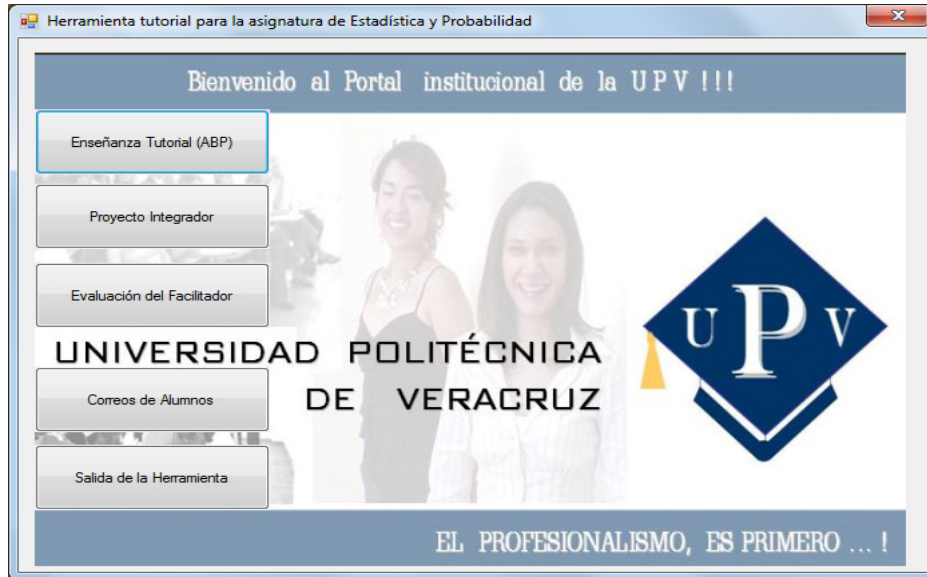 Herramienta tutorial para la asignatura de Estadística y Probabilidad
Bienvenido al Portal institucional de la U P V !!!
Enseñanza Tutorial (ABP)
Proyecto Integrador
Evaluación del Facilitador
U P V
UNIVERSIDAD POLITÉCNICA
DE VERACRUZ
Correos de Alumnos
Salida de la Herramienta
EL PROFESIONALISMO, ES PRIMERO ... !